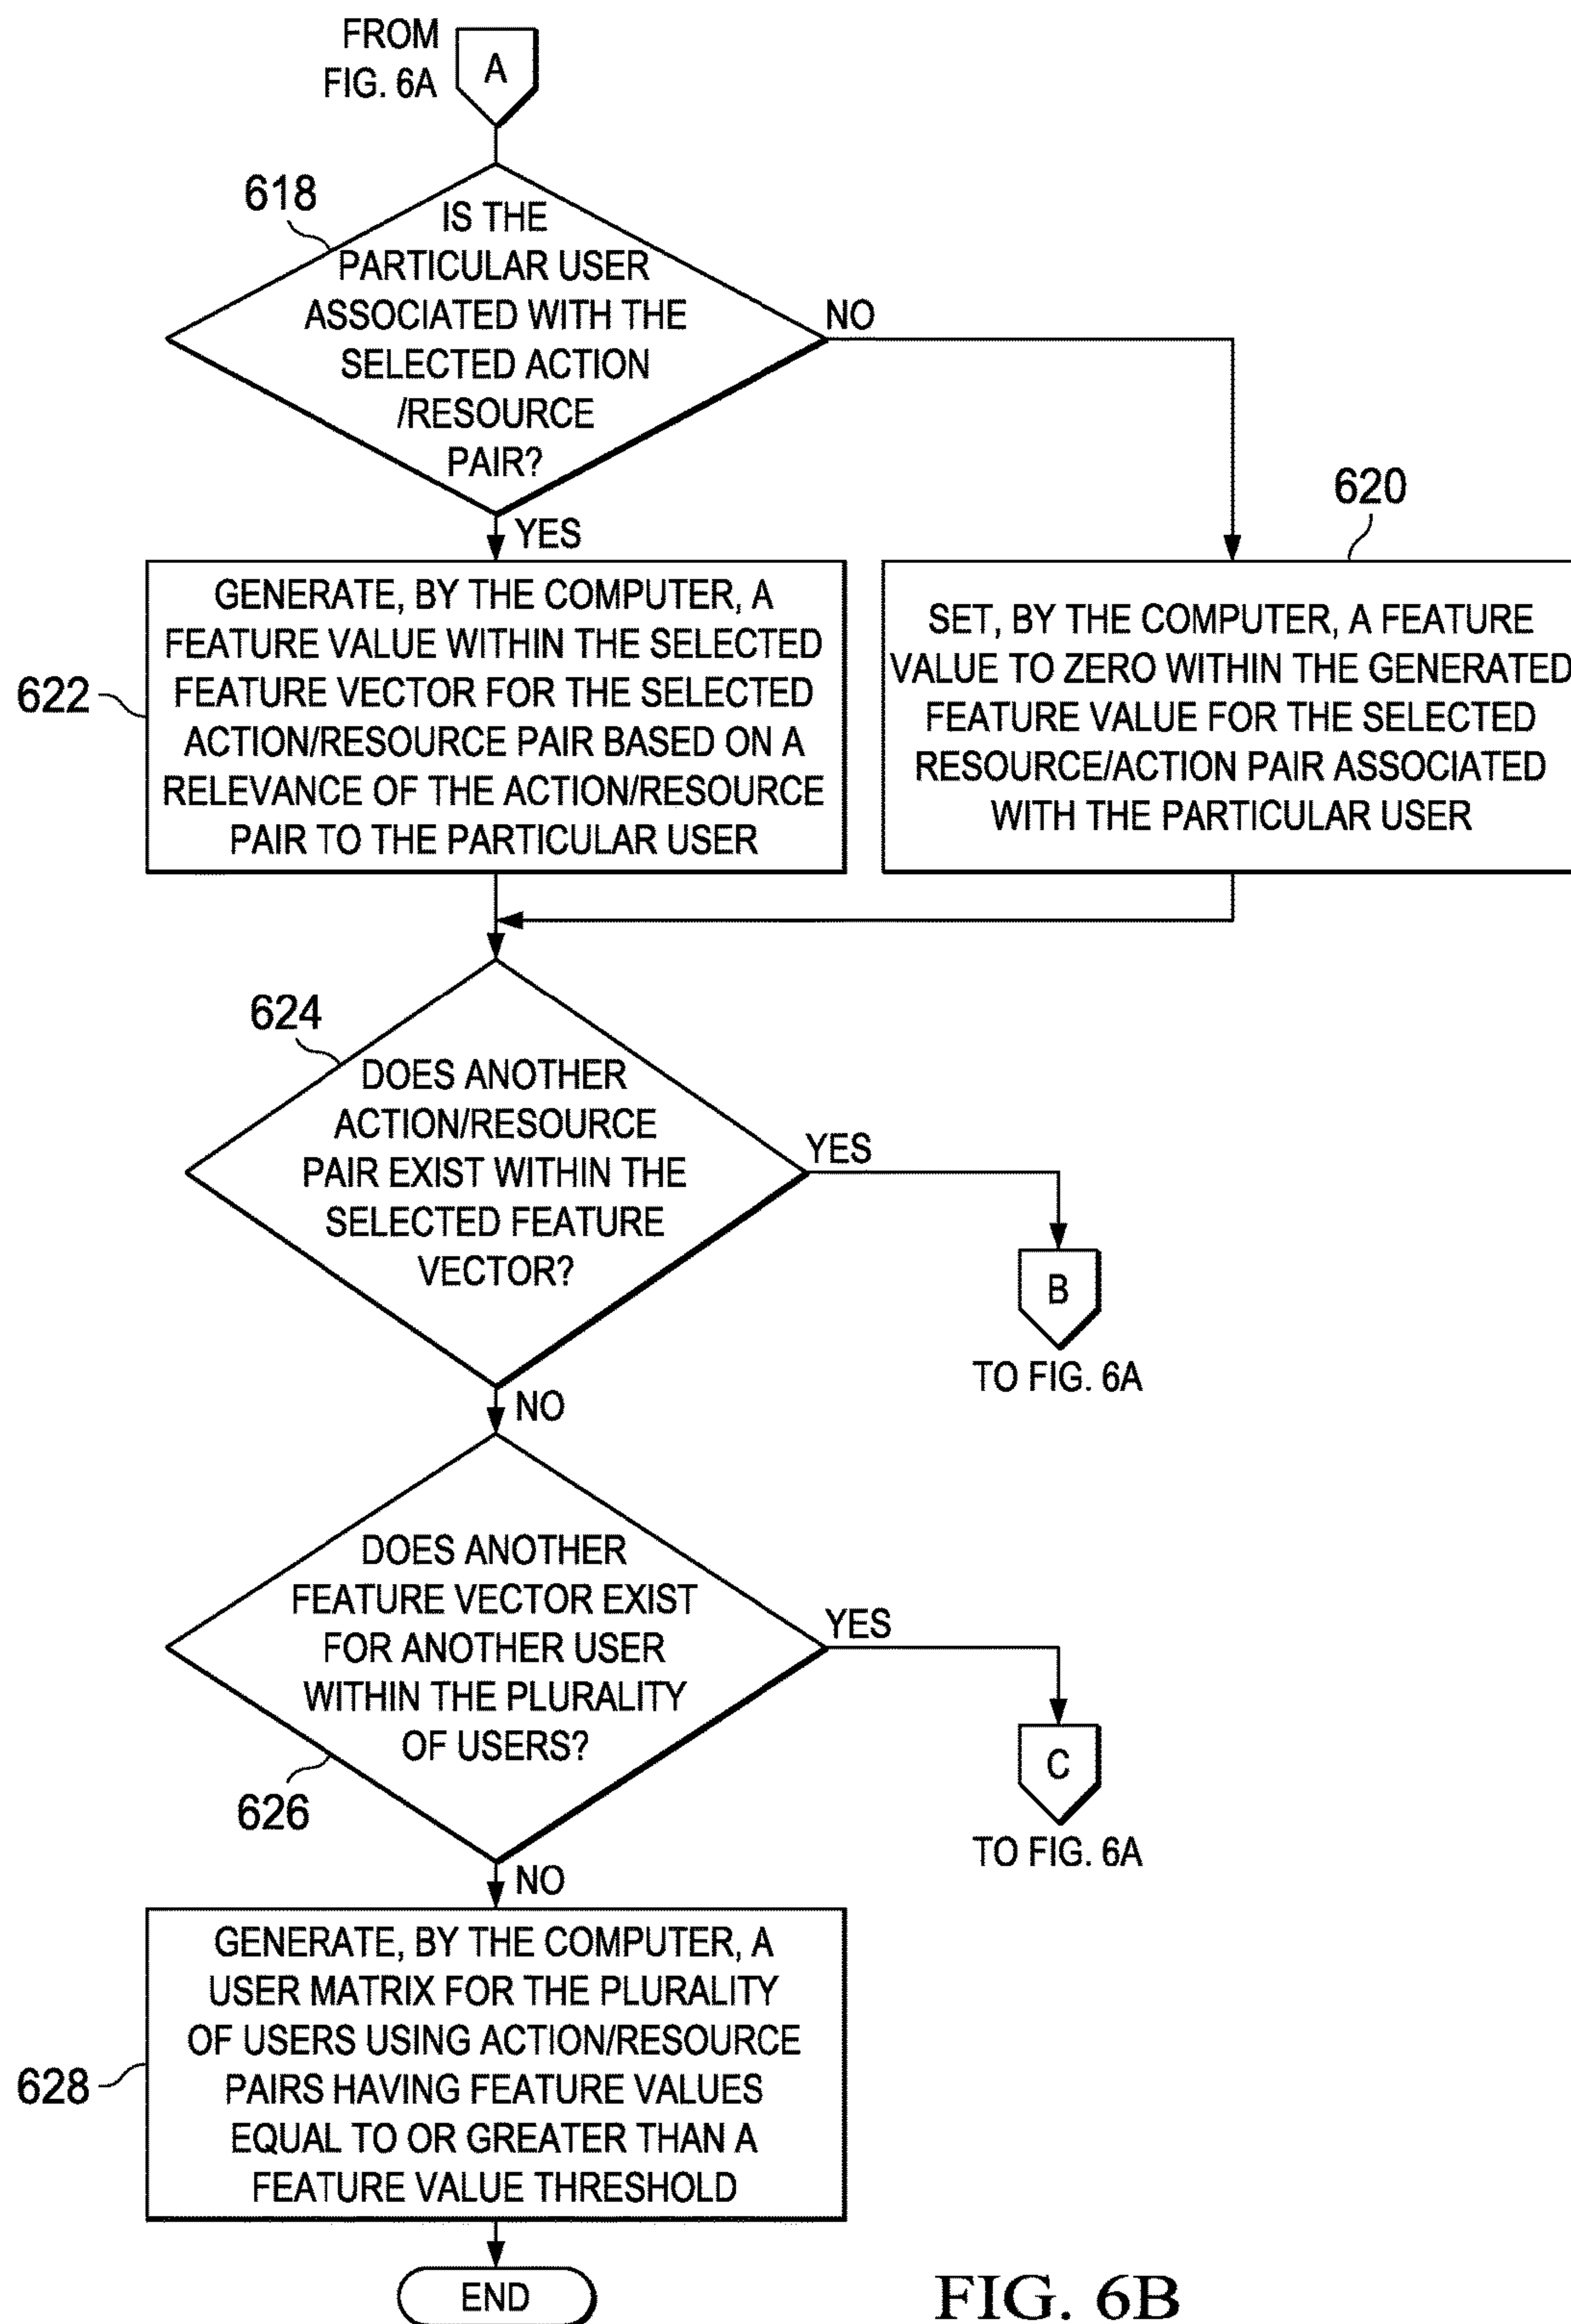 FROM
FIG. 6A
A
618
IS THE
PARTICULAR USER
ASSOCIATED WITH THE
SELECTED ACTION
/RESOURCE
PAIR?
NO
YES
620
622
GENERATE, BY THE COMPUTER, A
FEATURE VALUE WITHIN THE SELECTED
FEATURE VECTOR FOR THE SELECTED
ACTION/RESOURCE PAIR BASED ON A
RELEVANCE OF THE ACTION/RESOURCE
PAIR TO THE PARTICULAR USER
SET, BY THE COMPUTER, A FEATURE
VALUE TO ZERO WITHIN THE GENERATED
FEATURE VALUE FOR THE SELECTED
RESOURCE/ACTION PAIR ASSOCIATED
WITH THE PARTICULAR USER
624
DOES ANOTHER
ACTION/RESOURCE
PAIR EXIST WITHIN THE
SELECTED FEATURE
VECTOR?
YES
B
TO FIG. 6A
NO
DOES ANOTHER
FEATURE VECTOR EXIST
FOR ANOTHER USER
WITHIN THE PLURALITY
OF USERS?
626
YES
C
TO FIG. 6A
NO
628
GENERATE, BY THE COMPUTER, A
USER MATRIX FOR THE PLURALITY
OF USERS USING ACTION/RESOURCE
PAIRS HAVING FEATURE VALUES
EQUAL TO OR GREATER THAN A
FEATURE VALUE THRESHOLD
END
FIG. 6B